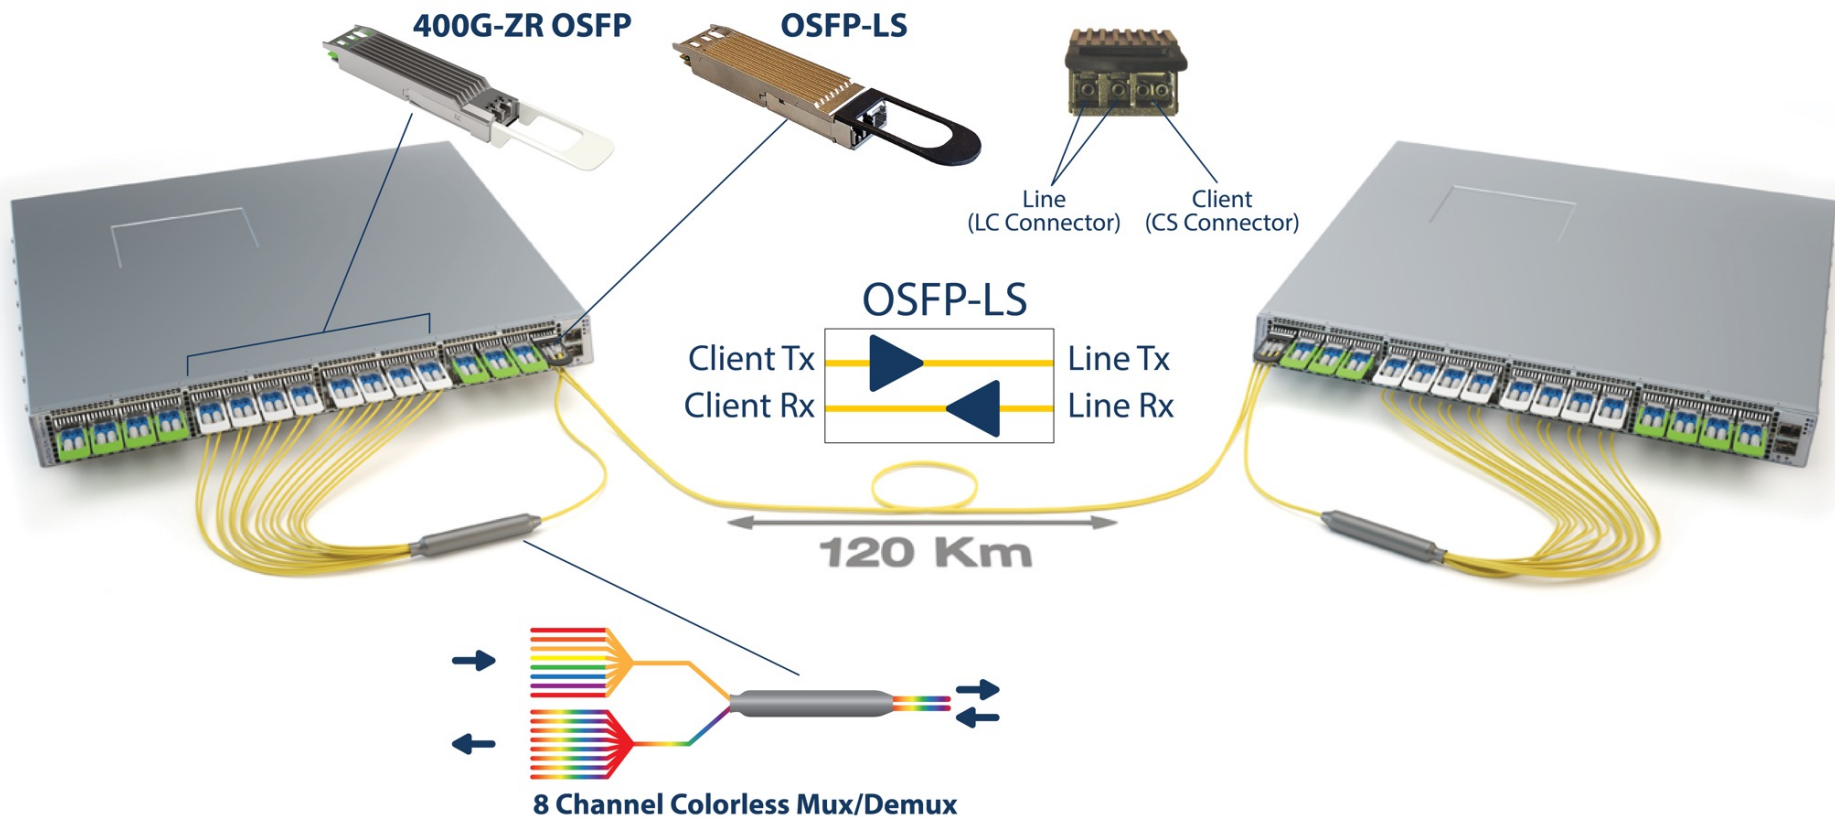 400G-ZR OSFP
OSFP-LS
Line
(LC Connector)
Client
(CS Connector)
OSFP-LS
Client Tx
Line Tx
Client Rx
Line Rx
120 Km
8 Channel Colorless Mux/Demux